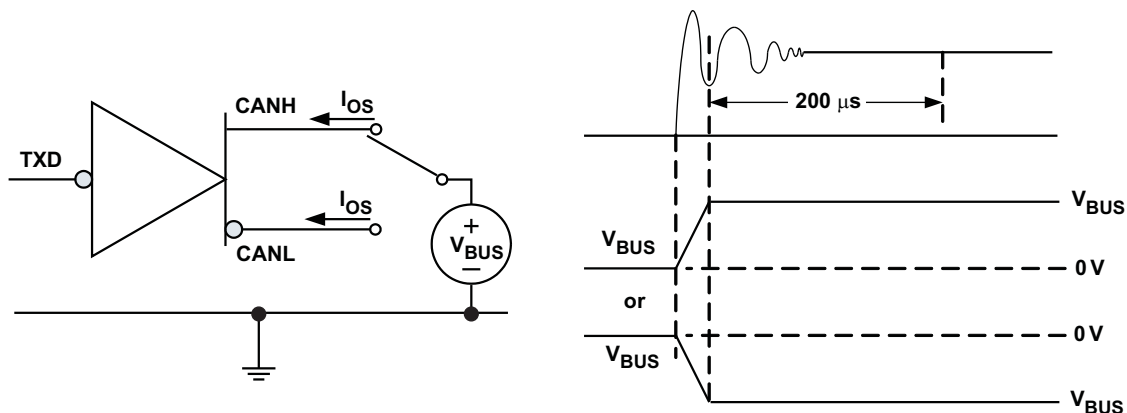 CANH
I_OS
TXD
I_OS
CANL
+
V_BUS
–
200 μs
V_BUS
V_BUS
0 V
or
0 V
V_BUS
V_BUS